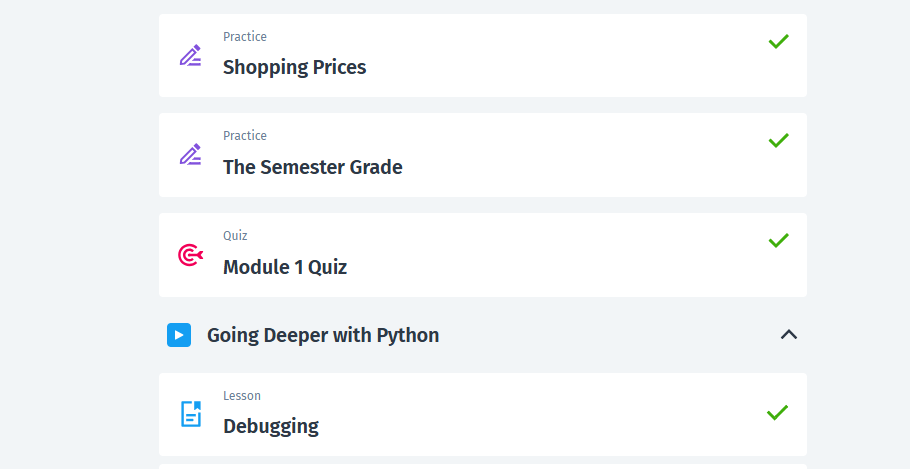 Practice
Shopping Prices
Practice
The Semester Grade
Quiz
Module 1 Quiz
Going Deeper with Python
Lesson
Debugging